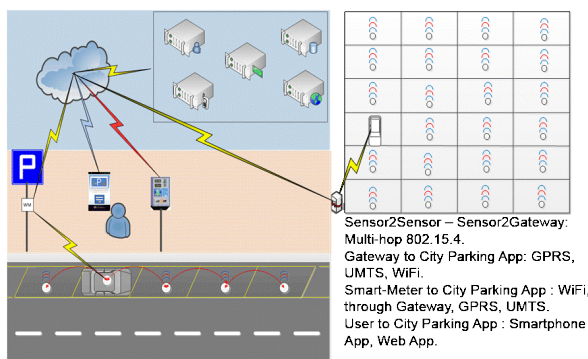 P
P
WM
Sensor2Sensor – Sensor2Gateway:
Multi-hop 802.15.4.
Gateway to City Parking App: GPRS,
UMTS, WiFi.
Smart-Meter to City Parking App : WiFi,
through Gateway, GPRS, UMTS.
User to City Parking App : Smartphone
App, Web App.